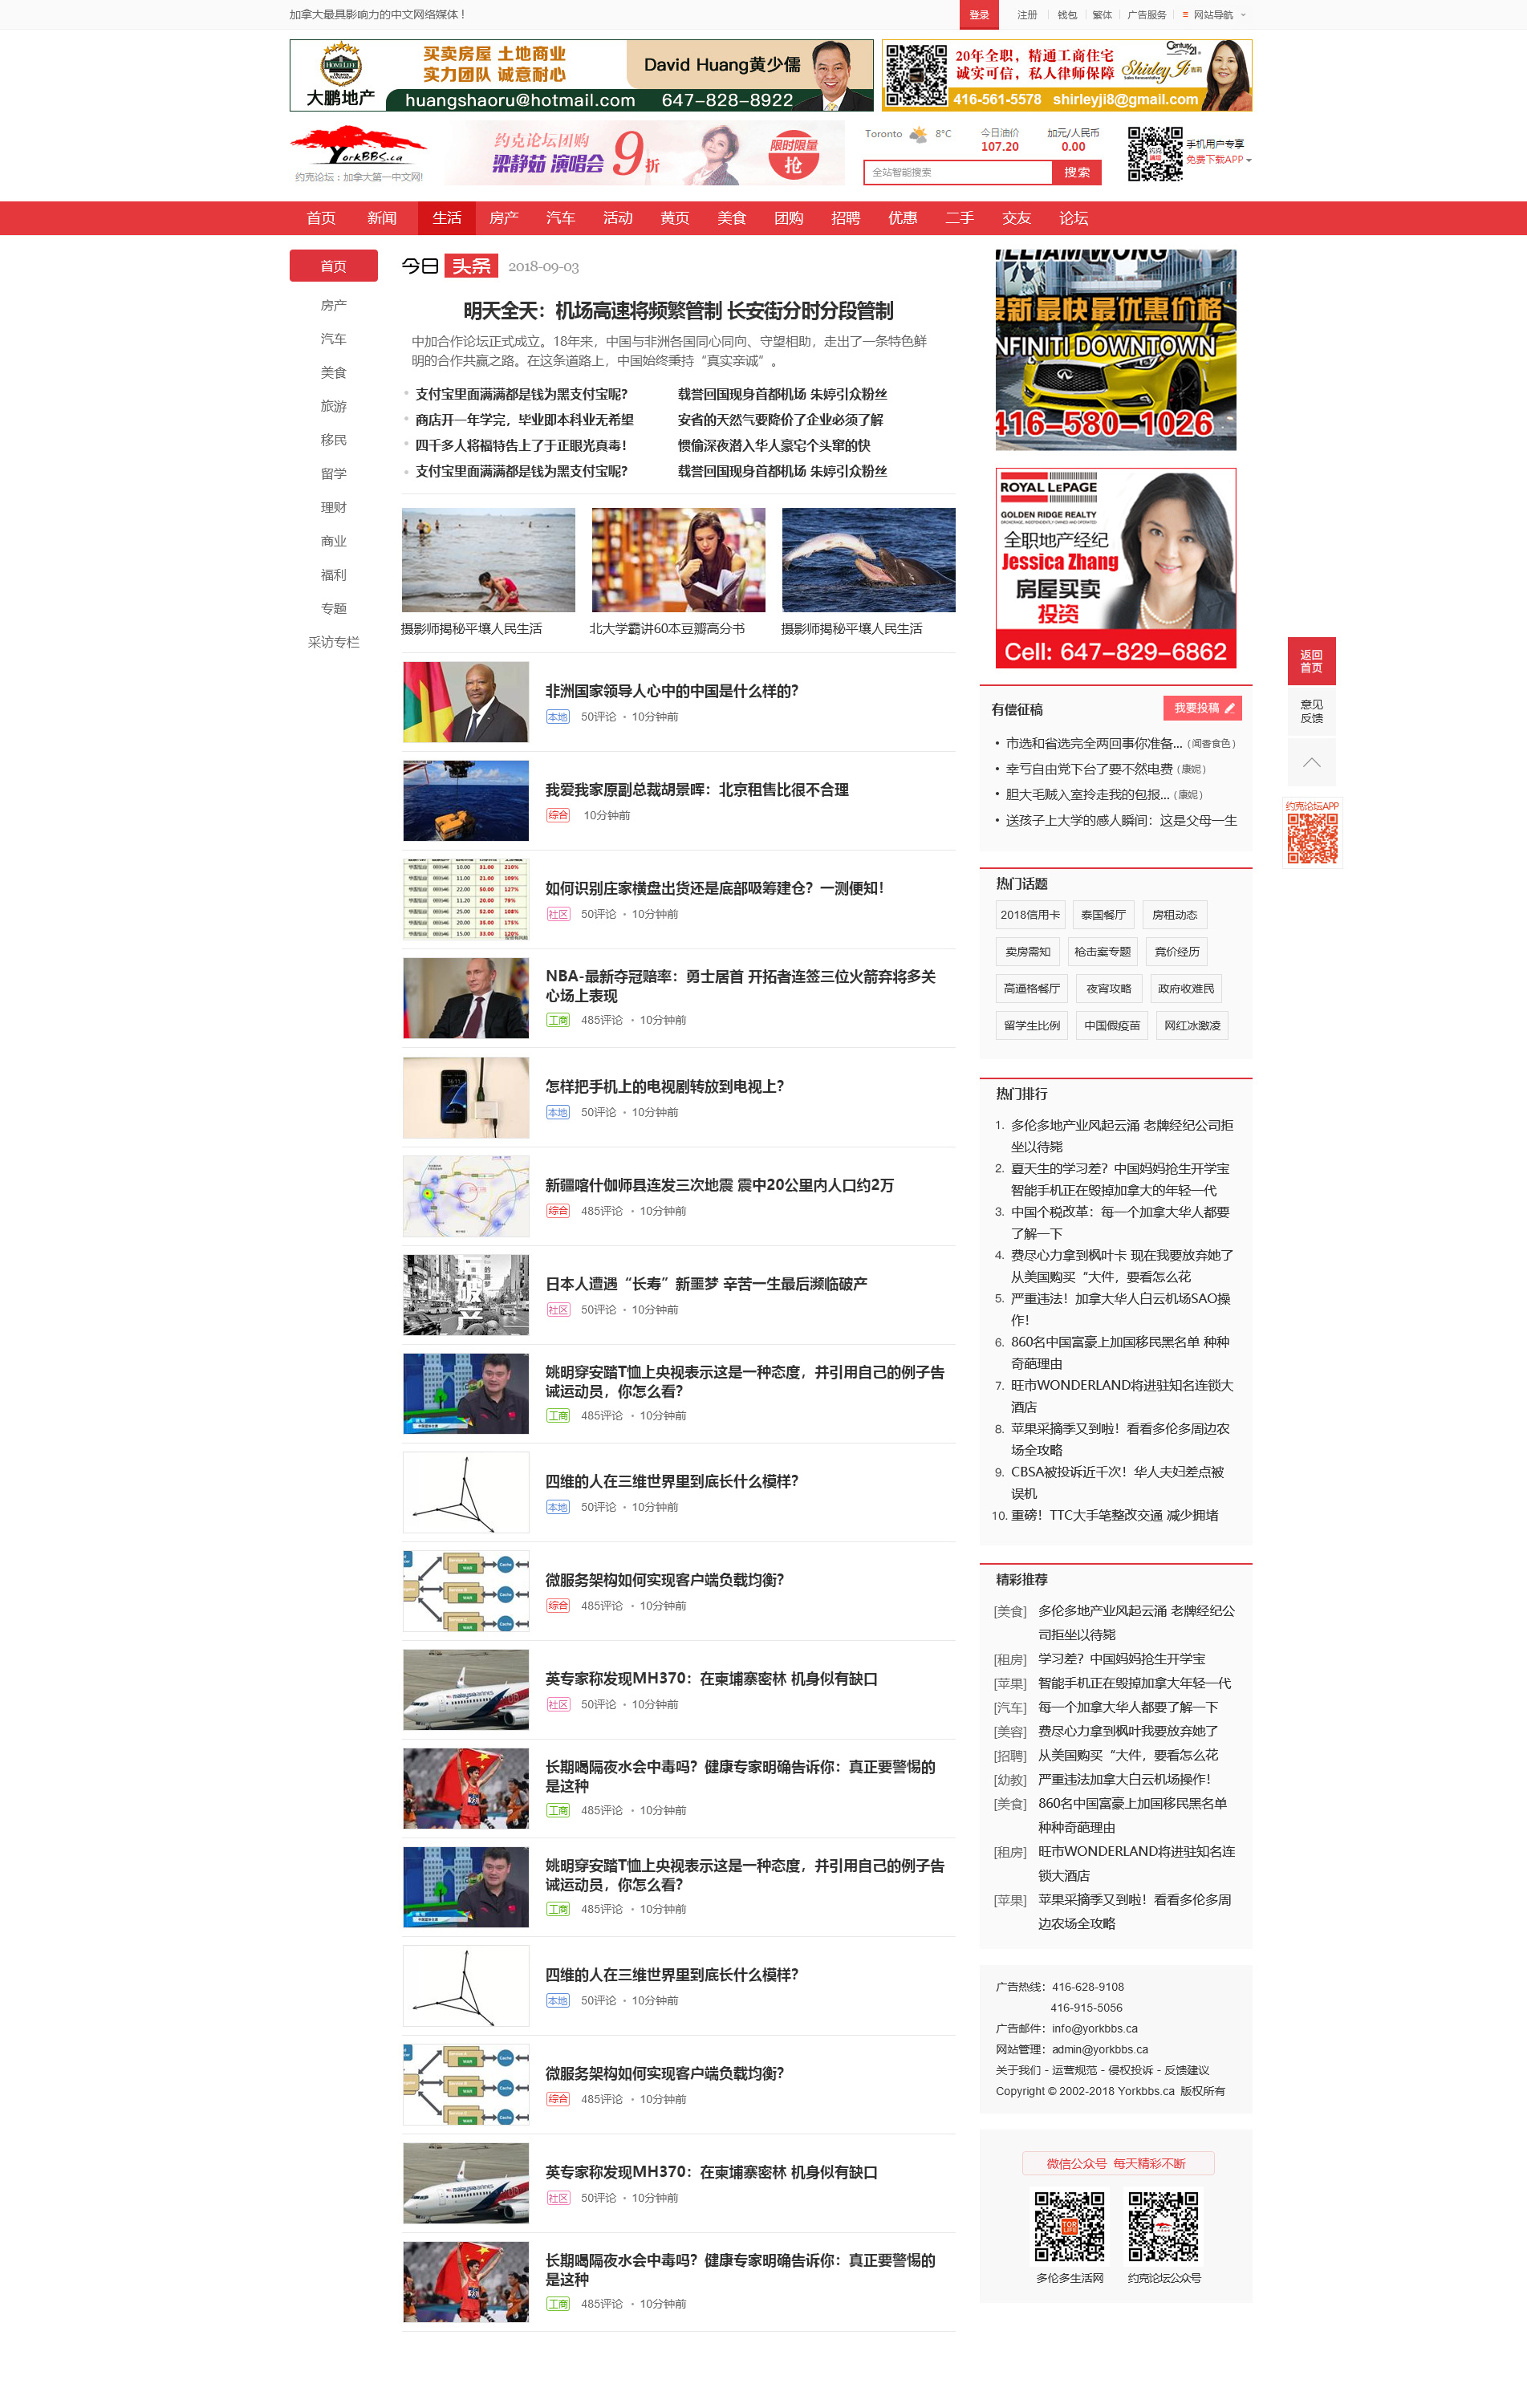 加拿大最具影响力的中文网络媒体！
登录 注册 钱包 繁体 广告服务 网站导航
买卖房屋 土地商业
实力团队 诚意耐心
David Huang黄少儒
大鹏地产
huangshaoru@hotmail.com 647-828-8922
20年全职，精通工商住宅
诚实可信，私人律师保障
416-561-5578 shirleyji8@gmail.com
YorkBBS.ca
约克论坛：加拿大第一中文网!
约克论坛团购
梁静茹 演唱会 9折
限时限量
抢
Toronto 8°C
今日油价
107.20
加元/人民币
0.00
全站智能搜索
搜索
手机用户专享
免费下载APP
首页 新闻 生活 房产 汽车 活动 黄页 美食 团购 招聘 优惠 二手 交友 论坛
首页
房产
汽车
美食
旅游
移民
留学
理财
商业
福利
专题
采访专栏
今日 头条 2018-09-03
明天全天：机场高速将频繁管制 长安街分时分段管制
中加合作论坛正式成立。18年来，中国与非洲各国同心同向、守望相助，走出了一条特色鲜
明的合作共赢之路。在这条道路上，中国始终秉持“真实亲诚”。
支付宝里面满满都是钱为黑支付宝呢？ 载誉回国现身首都机场 朱婷引众粉丝
商店开一年学完，毕业即本科业无希望 安省的天然气要降价了企业必须了解
四千多人将福特告上了于正眼光真毒！ 惯偷深夜潜入华人豪宅个头窜的快
支付宝里面满满都是钱为黑支付宝呢？ 载誉回国现身首都机场 朱婷引众粉丝
摄影师揭秘平壤人民生活
北大学霸讲60本豆瓣高分书
摄影师揭秘平壤人民生活
非洲国家领导人心中的中国是什么样的？
本地 50评论 · 10分钟前
我爱我家原副总裁胡景晖：北京租售比很不合理
综合 10分钟前
如何识别庄家横盘出货还是底部吸筹建仓？一测便知！
社区 50评论 · 10分钟前
NBA-最新夺冠赔率：勇士居首 开拓者连签三位火箭弃将多关
心场上表现
工商 485评论 · 10分钟前
怎样把手机上的电视剧转放到电视上？
本地 50评论 · 10分钟前
新疆喀什伽师县连发三次地震 震中20公里内人口约2万
综合 485评论 · 10分钟前
破产
日本人遭遇“长寿”新噩梦 辛苦一生最后濒临破产
社区 50评论 · 10分钟前
姚明穿安踏T恤上央视表示这是一种态度，并引用自己的例子告
诫运动员，你怎么看？
工商 485评论 · 10分钟前
四维的人在三维世界里到底长什么模样？
本地 50评论 · 10分钟前
微服务架构如何实现客户端负载均衡？
综合 485评论 · 10分钟前
英专家称发现MH370：在柬埔寨密林 机身似有缺口
社区 50评论 · 10分钟前
长期喝隔夜水会中毒吗？健康专家明确告诉你：真正要警惕的
是这种
工商 485评论 · 10分钟前
姚明穿安踏T恤上央视表示这是一种态度，并引用自己的例子告
诫运动员，你怎么看？
工商 485评论 · 10分钟前
四维的人在三维世界里到底长什么模样？
本地 50评论 · 10分钟前
微服务架构如何实现客户端负载均衡？
综合 485评论 · 10分钟前
英专家称发现MH370：在柬埔寨密林 机身似有缺口
社区 50评论 · 10分钟前
长期喝隔夜水会中毒吗？健康专家明确告诉你：真正要警惕的
是这种
工商 485评论 · 10分钟前
WILLIAM WONG
最新最快最优惠价格
INFINITI DOWNTOWN
416-580-1026
ROYAL LEPAGE
GOLDEN RIDGE REALTY
全职地产经纪
Jessica Zhang
房屋买卖
投资
Cell: 647-829-6862
有偿征稿 我要投稿
市选和省选完全两回事你准备... （闻香食色）
幸亏自由党下台了要不然电费（康妮）
胆大毛贼入室拎走我的包报...（康妮）
送孩子上大学的感人瞬间：这是父母一生
热门话题
2018信用卡 泰国餐厅 房租动态
卖房需知 枪击案专题 竞价经历
高逼格餐厅 夜宵攻略 政府收难民
留学生比例 中国假疫苗 网红冰激凌
热门排行
1. 多伦多地产业风起云涌 老牌经纪公司拒
坐以待毙
2. 夏天生的学习差？中国妈妈抢生开学宝
智能手机正在毁掉加拿大的年轻一代
3. 中国个税改革：每一个加拿大华人都要
了解一下
4. 费尽心力拿到枫叶卡 现在我要放弃她了
从美国购买“大件，要看怎么花
5. 严重违法！加拿大华人白云机场SAO操
作！
6. 860名中国富豪上加国移民黑名单 种种
奇葩理由
7. 旺市WONDERLAND将进驻知名连锁大
酒店
8. 苹果采摘季又到啦！看看多伦多周边农
场全攻略
9. CBSA被投诉近千次！华人夫妇差点被
误机
10. 重磅！TTC大手笔整改交通 减少拥堵
精彩推荐
[美食] 多伦多地产业风起云涌 老牌经纪公
司拒坐以待毙
[租房] 学习差？中国妈妈抢生开学宝
[苹果] 智能手机正在毁掉加拿大年轻一代
[汽车] 每一个加拿大华人都要了解一下
[美容] 费尽心力拿到枫叶我要放弃她了
[招聘] 从美国购买“大件，要看怎么花
[幼教] 严重违法加拿大白云机场操作！
[美食] 860名中国富豪上加国移民黑名单
种种奇葩理由
[租房] 旺市WONDERLAND将进驻知名连
锁大酒店
[苹果] 苹果采摘季又到啦！看看多伦多周
边农场全攻略
广告热线：416-628-9108
416-915-5056
广告邮件：info@yorkbbs.ca
网站管理：admin@yorkbbs.ca
关于我们 - 运营规范 - 侵权投诉 - 反馈建议
Copyright © 2002-2018 Yorkbbs.ca 版权所有
微信公众号 每天精彩不断
多伦多生活网 约克论坛公众号
返回
首页
意见
反馈
约克论坛APP